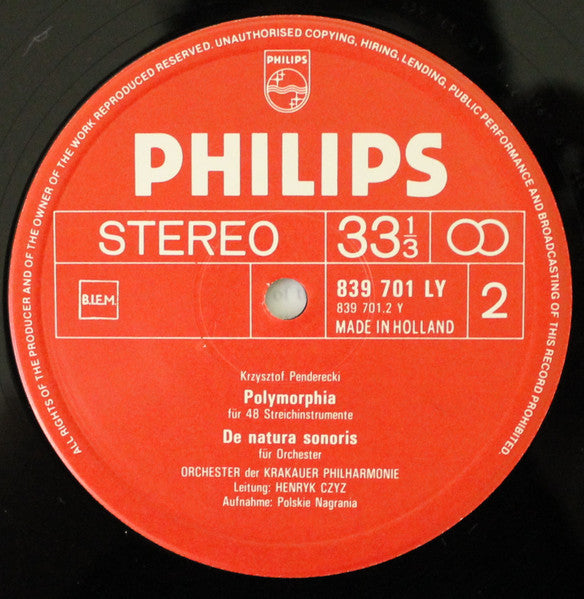 ALL RIGHTS OF THE PRODUCER AND OF THE OWNER OF THE WORK REPRODUCED RESERVED. UNAUTHORISED COPYING, HIRING, LENDING, PUBLIC PERFORMANCE AND BROADCASTING OF THIS RECORD PROHIBITED.
PHILIPS
PHILIPS
STEREO
33 1/3
B.I.E.M.
839 701 LY
839 701.2 Y
MADE IN HOLLAND
2
Krzysztof Penderecki
Polymorphia
für 48 Streichinstrumente
De natura sonoris
für Orchester
ORCHESTER der KRAKAUER PHILHARMONIE
Leitung: HENRYK CZYZ
Aufnahme: Polskie Nagrania